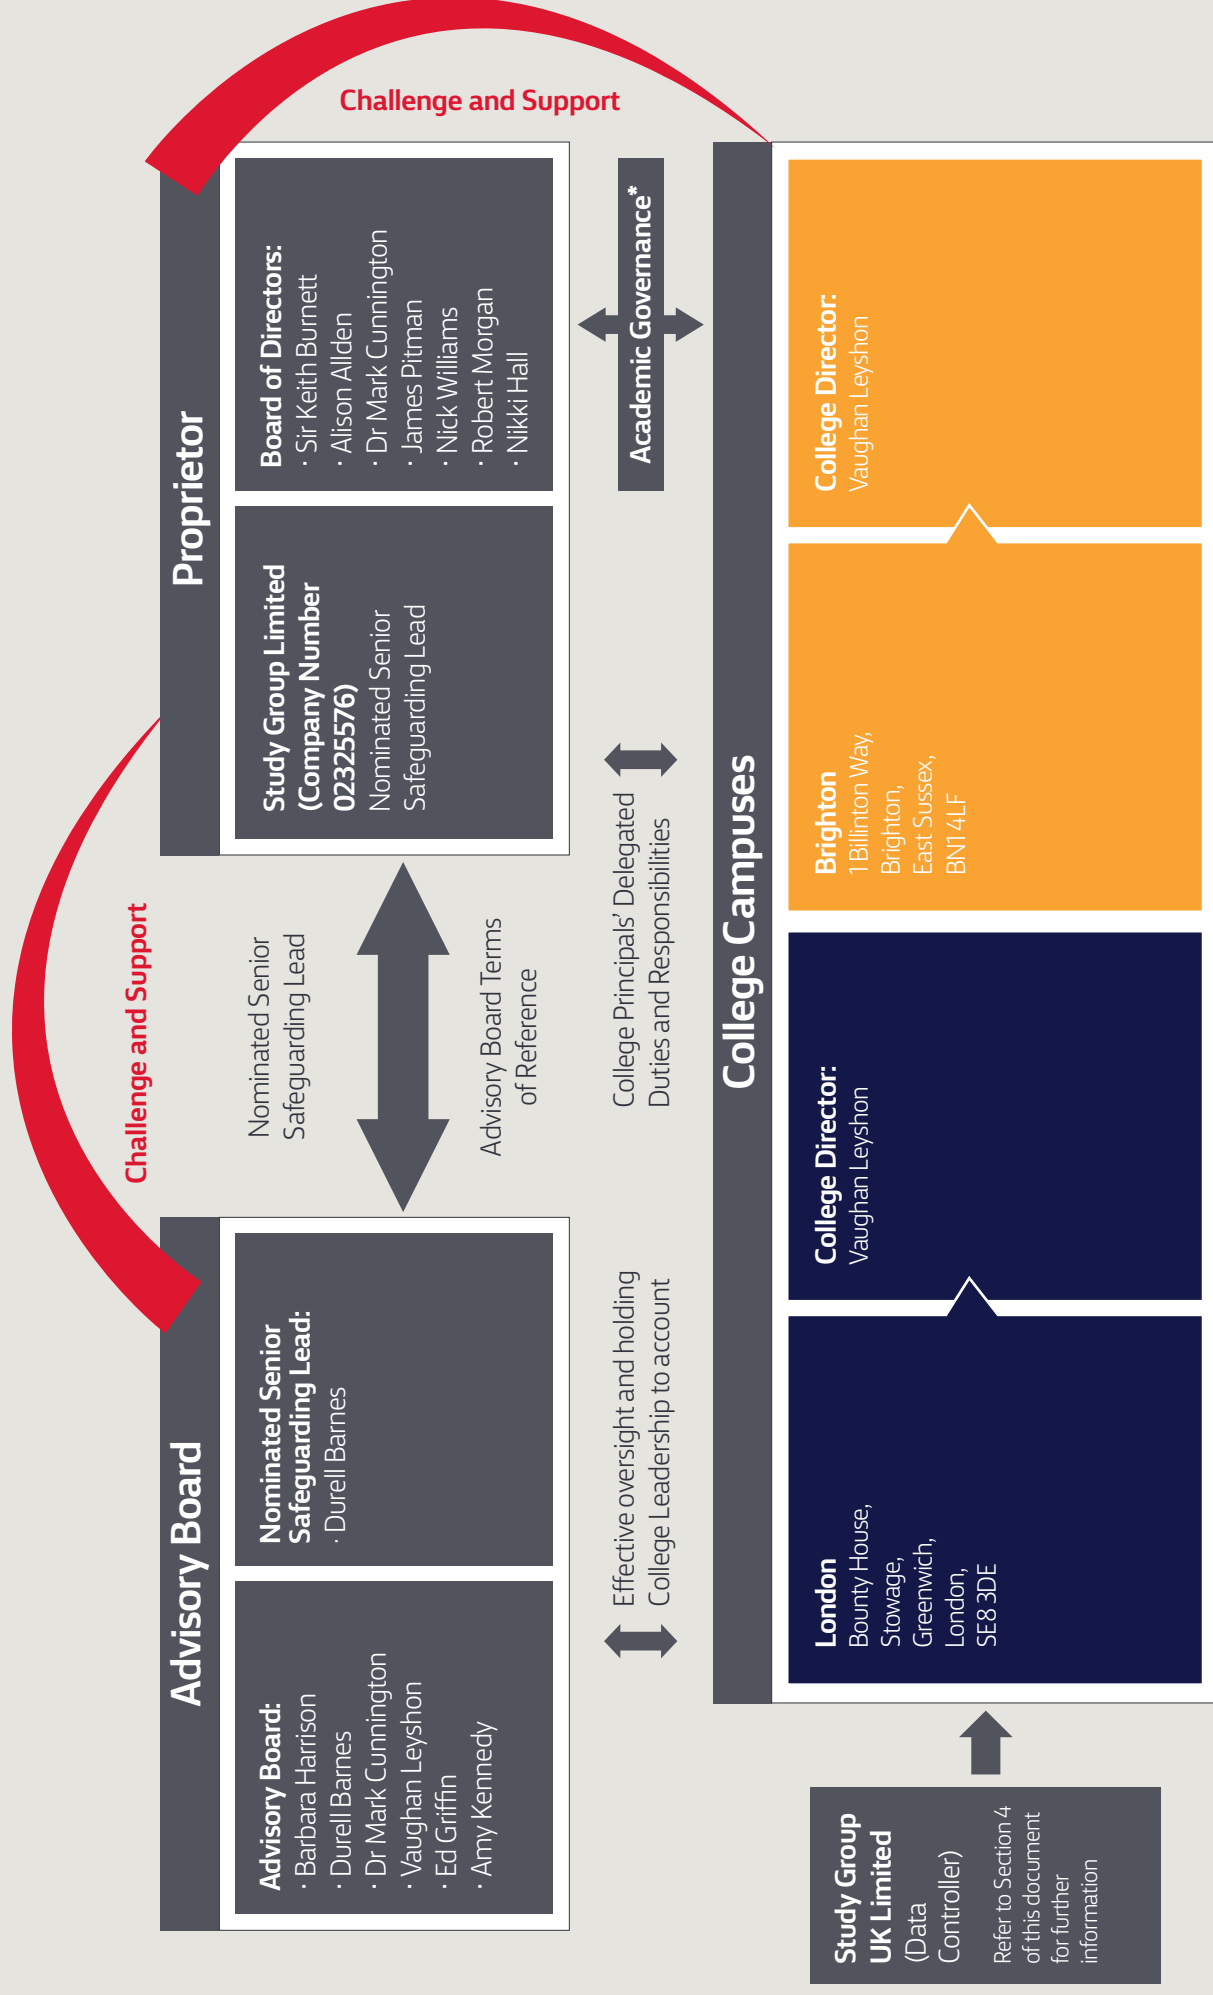 Challenge and Support
Challenge and Support
Advisory Board
Advisory Board:
· Barbara Harrison
· Durell Barnes
· Dr Mark Cunnington
· Vaughan Leyshon
· Ed Griffin
· Amy Kennedy
Nominated Senior
Safeguarding Lead:
· Durell Barnes
Nominated Senior
Safeguarding Lead
Advisory Board Terms
of Reference
Proprietor
Study Group Limited
(Company Number
02325576)
Nominated Senior
Safeguarding Lead
Board of Directors:
· Sir Keith Burnett
· Alison Allden
· Dr Mark Cunnington
· James Pitman
· Nick Williams
· Robert Morgan
· Nikki Hall
Effective oversight and holding
College Leadership to account
College Principals’ Delegated
Duties and Responsibilities
Academic Governance*
College Campuses
Study Group
UK Limited
(Data
Controller)
Refer to Section 4
of this document
for further
information
London
Bounty House,
Stowage,
Greenwich,
London,
SE8 3DE
College Director:
Vaughan Leyshon
Brighton
1 Billinton Way,
Brighton,
East Sussex,
BN1 4LF
College Director:
Vaughan Leyshon